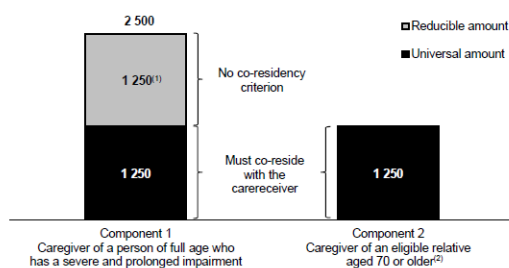 2 500
Reducible amount
Universal amount
1 250(1)
No co-residency
criterion
1 250
Must co-reside
with the
carereceiver
1 250
Component 1
Caregiver of a person of full age who
has a severe and prolonged impairment
Component 2
Caregiver of an eligible relative
aged 70 or older(2)